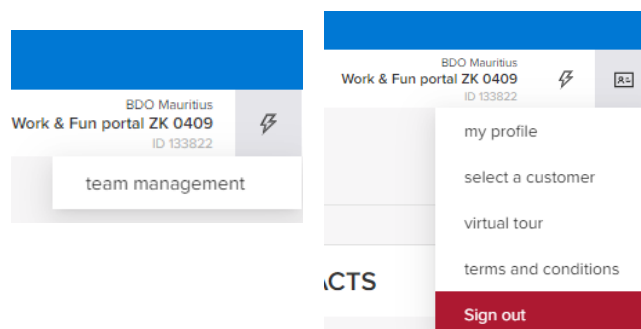 BDO Mauritius
Work & Fun portal ZK 0409
ID 133822
team management
BDO Mauritius
Work & Fun portal ZK 0409
ID 133822
my profile
select a customer
virtual tour
terms and conditions
Sign out